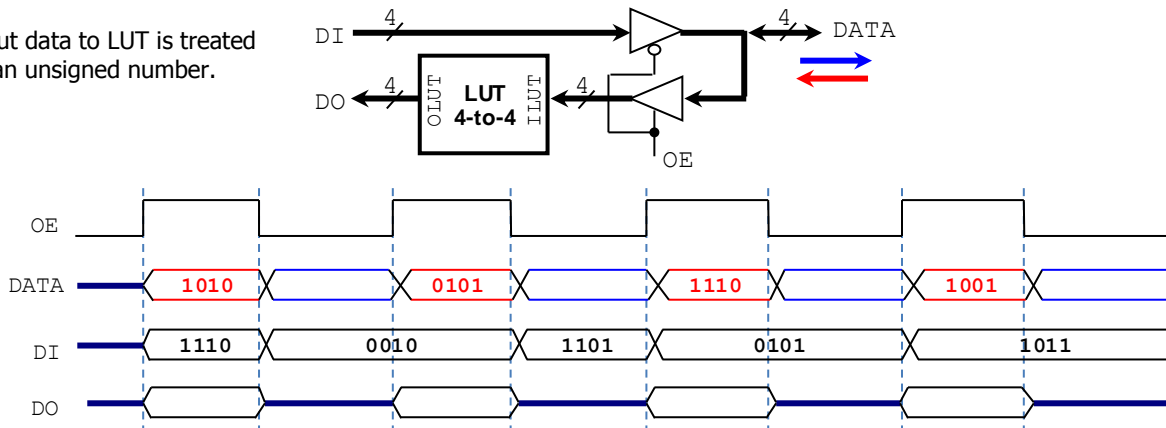 ut data to LUT is treated
an unsigned number.
DI
4
4
DATA
DO
4
OLUT
LUT
4-to-4
ILUT
4
OE
OE
DATA
1010
0101
1110
1001
DI
1110
0010
1101
0101
1011
DO